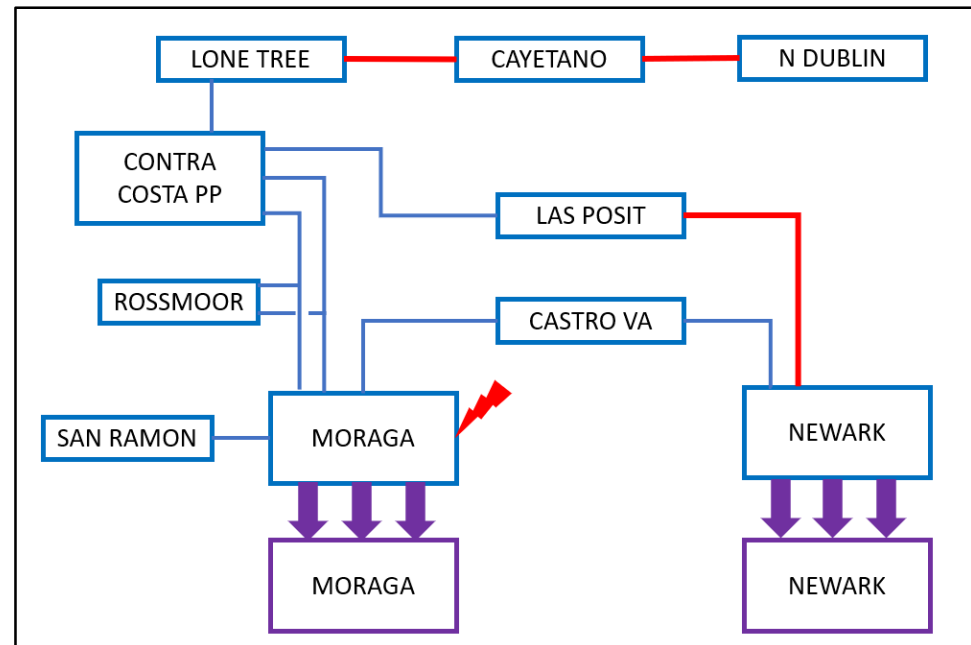 LONE TREE
CAYETANO
N DUBLIN
CONTRA
COSTA PP
LAS POSIT
ROSSMOOR
CASTRO VA
SAN RAMON
MORAGA
NEWARK
MORAGA
NEWARK